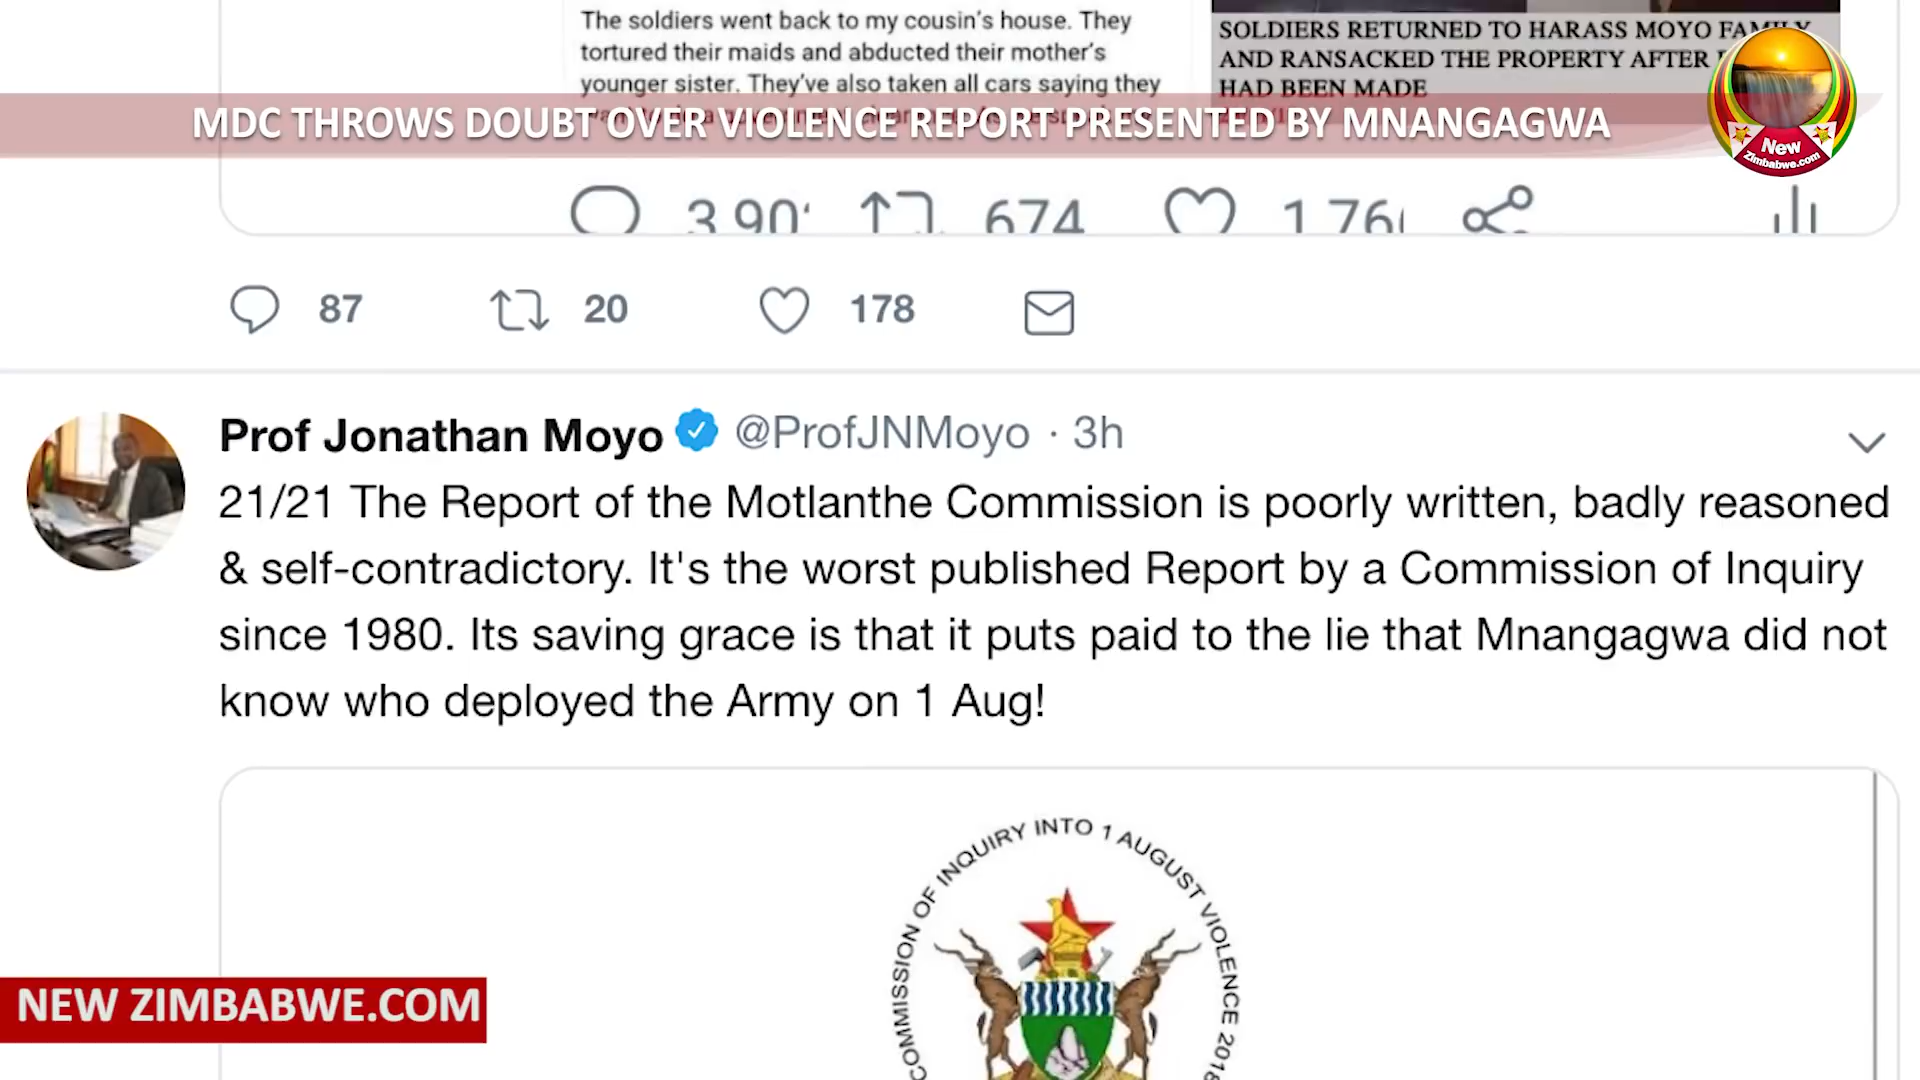 The soldiers went back to my cousin's house. They
tortured their maids and abducted their mother's
younger sister. They've also taken all cars saying they
SOLDIERS RETURNED TO HARASS MOYO FAMILY
AND RANSACKED THE PROPERTY AFTER
HAD BEEN MADE
MDC THROWS DOUBT OVER VIOLENCE REPORT PRESENTED BY MNANGAGWA
New
Zimbabwe.com
674
87
20
178
Prof Jonathan Moyo @ProfJNMoyo · 3h
21/21 The Report of the Motlanthe Commission is poorly written, badly reasoned
& self-contradictory. It's the worst published Report by a Commission of Inquiry
since 1980. Its saving grace is that it puts paid to the lie that Mnangagwa did not
know who deployed the Army on 1 Aug!
COMMISSION OF INQUIRY INTO 1 AUGUST VIOLENCE 2018
NEW ZIMBABWE.COM